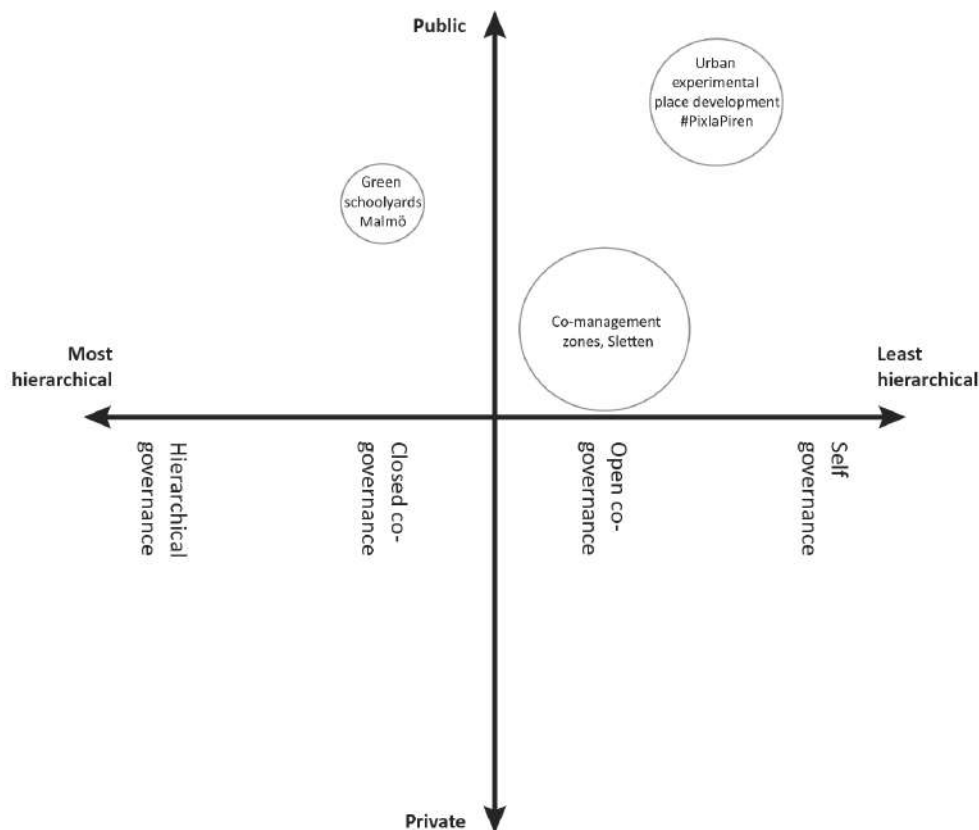 Public
Urban
experimental
place development
#PixlaPiren
Green
schoolyards
Malmö
Co-management
zones, Sletten
Most
hierarchical
Least
hierarchical
Hierarchical
governance
Closed co-
governance
Open co-
governance
Self
governance
Private